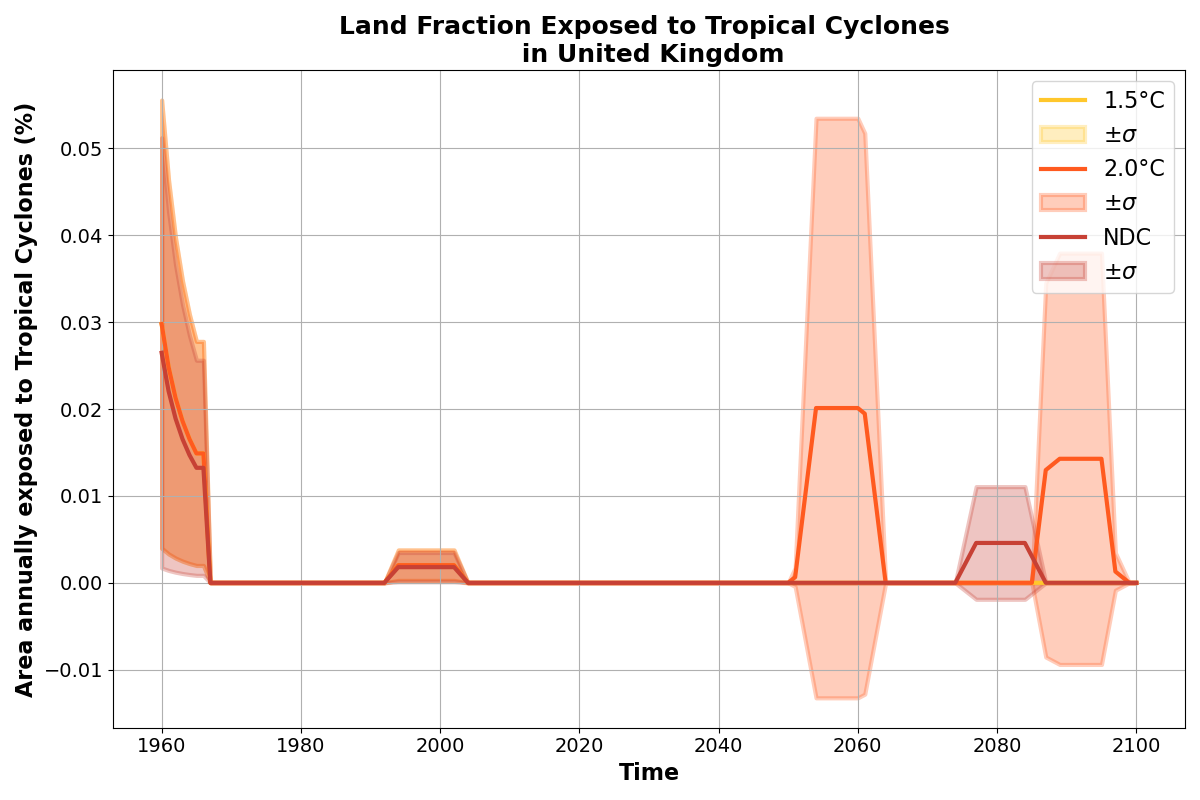 Land Fraction Exposed to Tropical Cyclones
in United Kingdom
Area annually exposed to Tropical Cyclones (%)
0.05
0.04
0.03
0.02
0.01
0.00
−0.01
1960
1980
2000
2020
2040
2060
2080
2100
Time
1.5°C
±σ
2.0°C
±σ
NDC
±σ